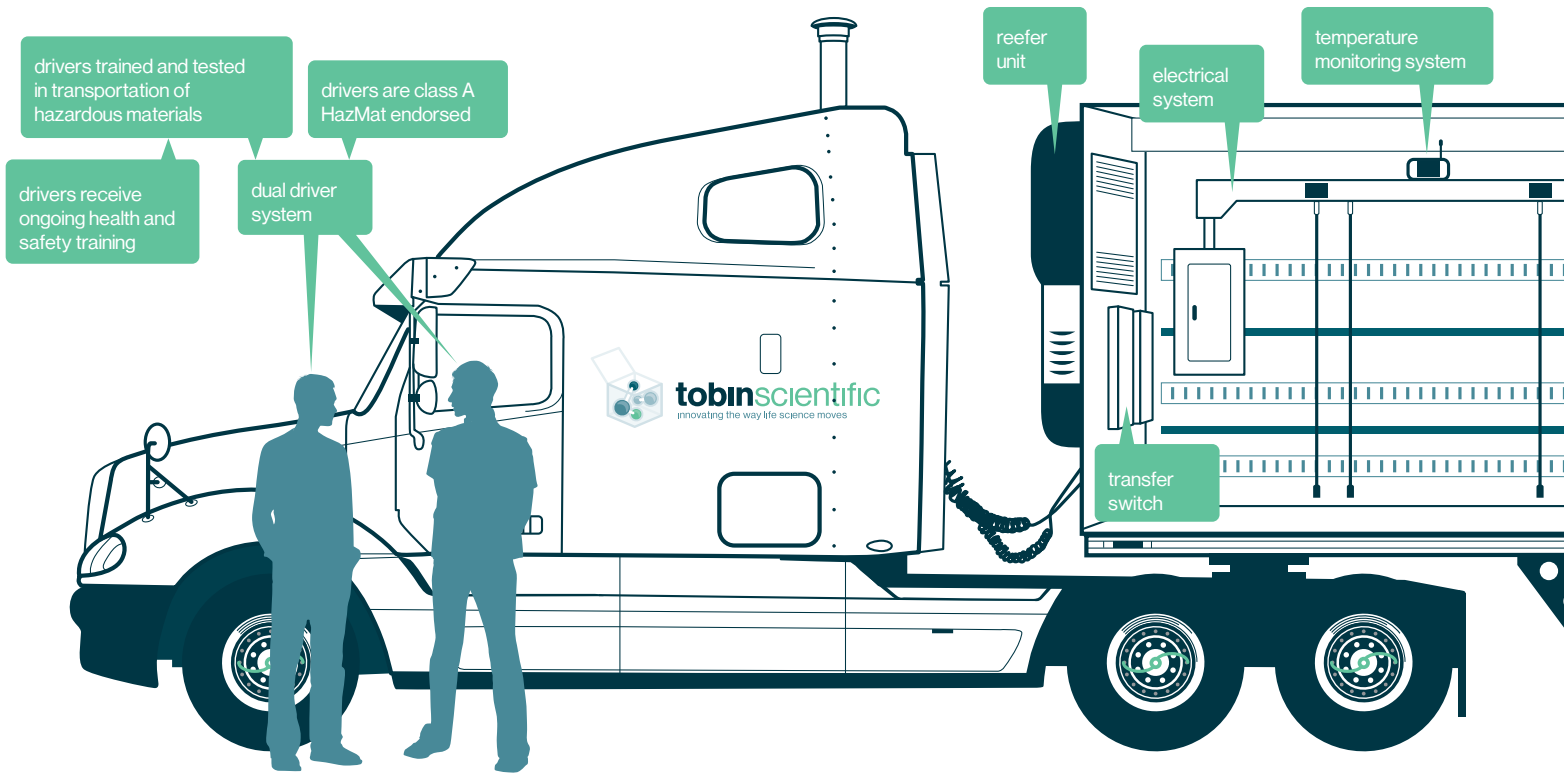 drivers trained and tested
in transportation of
hazardous materials
drivers are class A
HazMat endorsed
drivers receive
ongoing health and
safety training
dual driver
system
reefer
unit
electrical
system
temperature
monitoring system
tobinscientific
innovating the way life science moves
transfer
switch